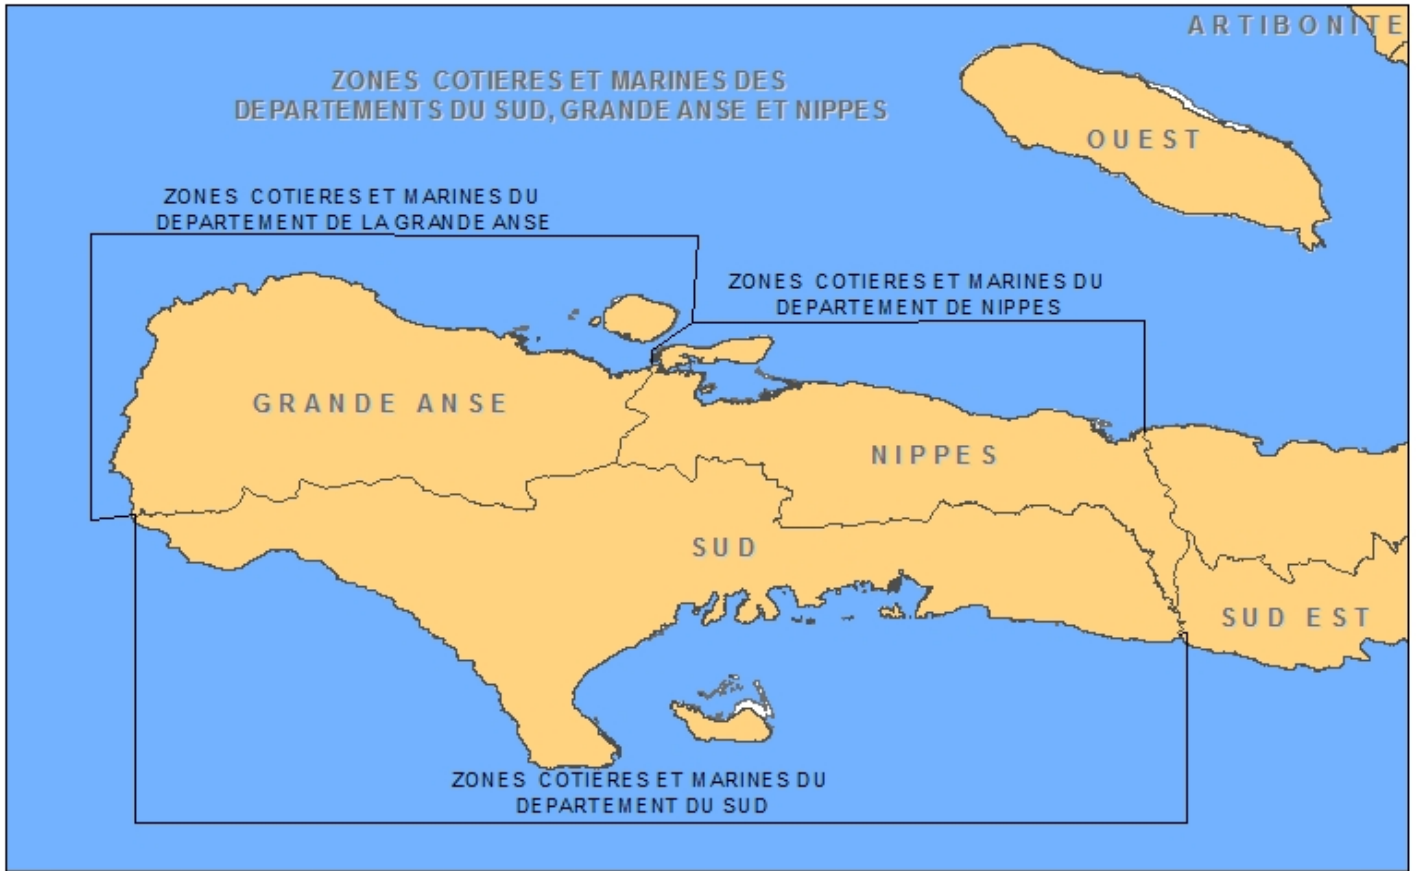 ARTIBONITE
ZONES COTIERES ET MARINES DES
DEPARTEMENTS DU SUD, GRANDE ANSE ET NIPPES
OUEST
ZONES COTIERES ET MARINES DU
DEPARTEMENT DE LA GRANDE ANSE
ZONES COTIERES ET MARINES DU
DEPARTEMENT DE NIPPES
GRANDE ANSE
NIPPES
SUD
SUD EST
ZONES COTIERES ET MARINES DU
DEPARTEMENT DU SUD